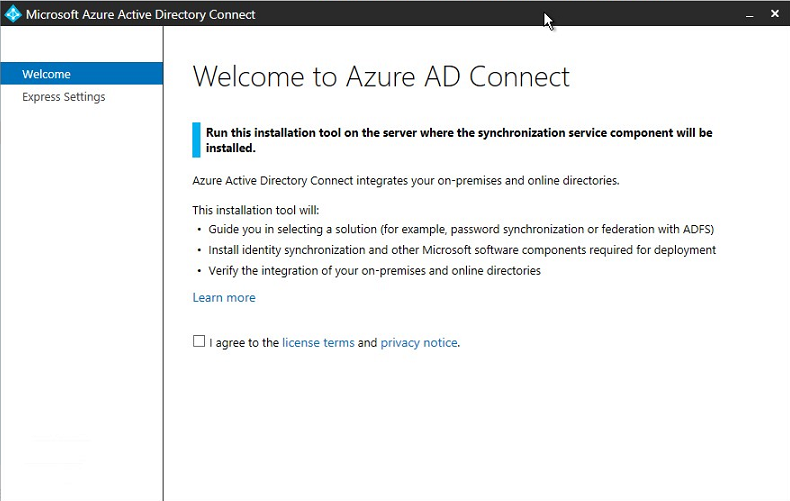 Microsoft Azure Active Directory Connect
Welcome
Express Settings
Welcome to Azure AD Connect
Run this installation tool on the server where the synchronization service component will be
installed.
Azure Active Directory Connect integrates your on-premises and online directories.
This installation tool will:
• Guide you in selecting a solution (for example, password synchronization or federation with ADFS)
• Install identity synchronization and other Microsoft software components required for deployment
• Verify the integration of your on-premises and online directories
Learn more
I agree to the license terms and privacy notice.